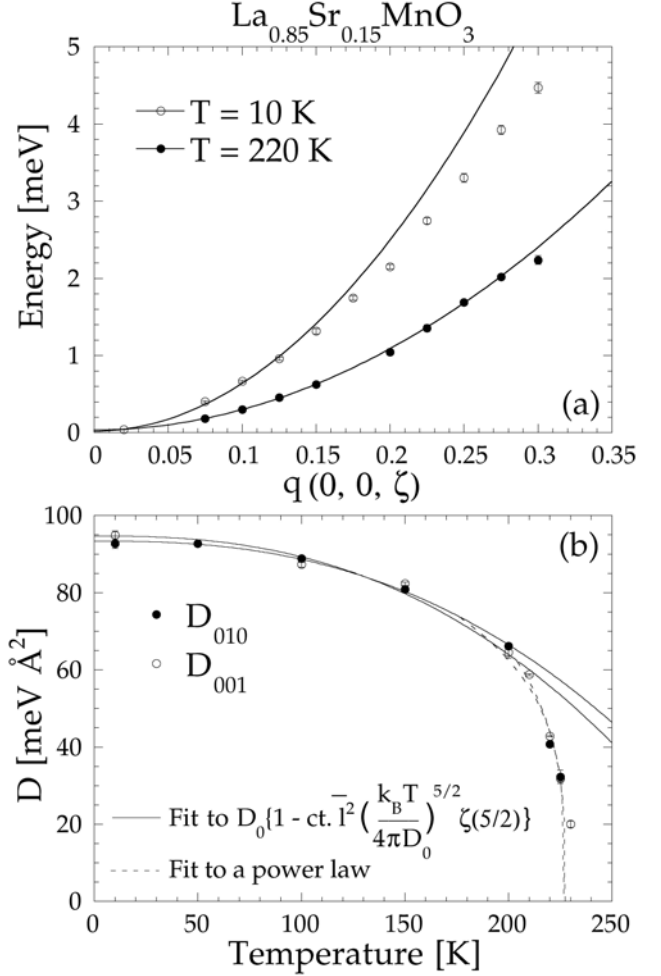 La0.85Sr0.15MnO3
5
4
3
2
1
0
Energy [meV]
T = 10 K
T = 220 K
(a)
0 0.05 0.1 0.15 0.2 0.25 0.3 0.35
q (0, 0, ζ)
100
80
60
40
20
0
D [meV Å2]
(b)
D010
D001
Fit to D0{1 - ct. l̅2 (kBT/4πD0)5/2 ζ(5/2)}
Fit to a power law
0 50 100 150 200 250
Temperature [K]